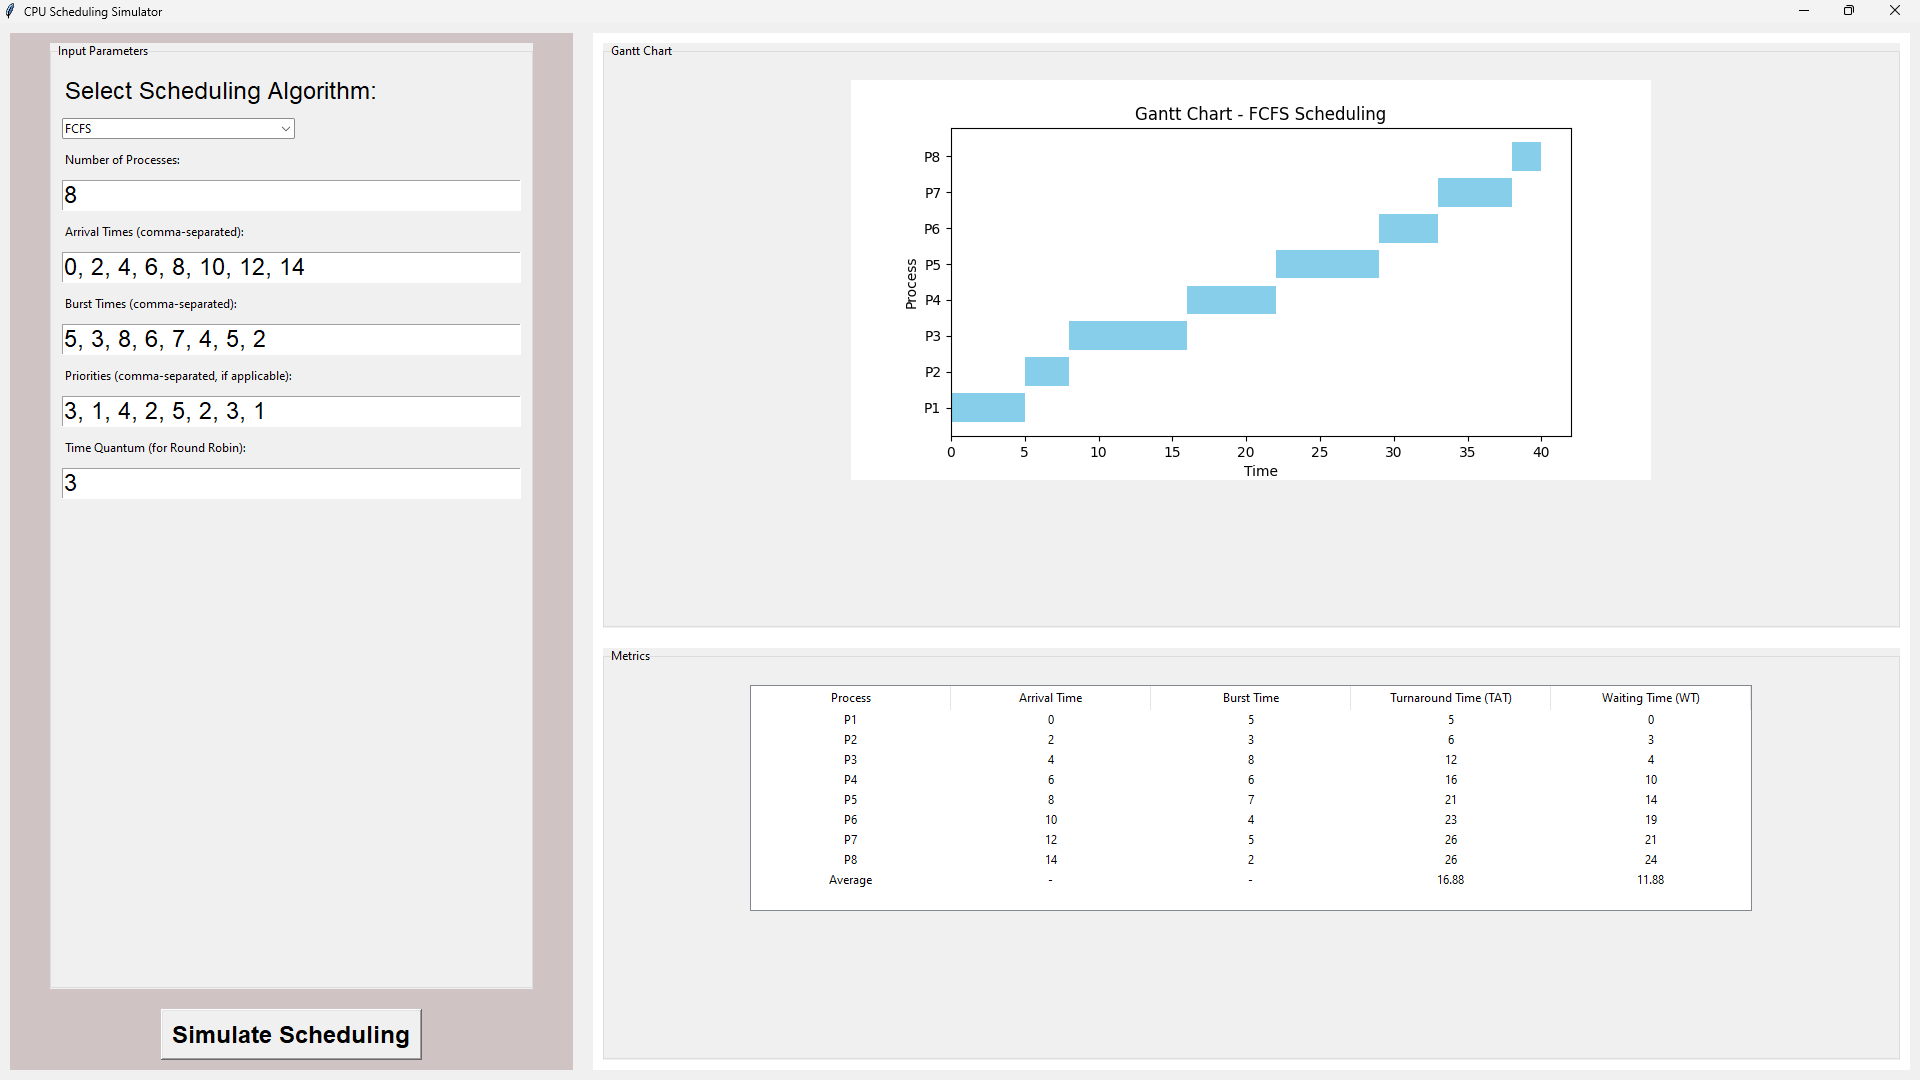 CPU Scheduling Simulator
Input Parameters
Select Scheduling Algorithm:
FCFS
Number of Processes:
8
Arrival Times (comma-separated):
0, 2, 4, 6, 8, 10, 12, 14
Burst Times (comma-separated):
5, 3, 8, 6, 7, 4, 5, 2
Priorities (comma-separated, if applicable):
3, 1, 4, 2, 5, 2, 3, 1
Time Quantum (for Round Robin):
3
Simulate Scheduling
Gantt Chart
Gantt Chart - FCFS Scheduling
Process
P8
P7
P6
P5
P4
P3
P2
P1
0 5 10 15 20 25 30 35 40
Time
Metrics
Process Arrival Time Burst Time Turnaround Time (TAT) Waiting Time (WT)
P1 0 5 5 0
P2 2 3 6 3
P3 4 8 12 4
P4 6 6 16 10
P5 8 7 21 14
P6 10 4 23 19
P7 12 5 26 21
P8 14 2 26 24
Average - - 16.88 11.88